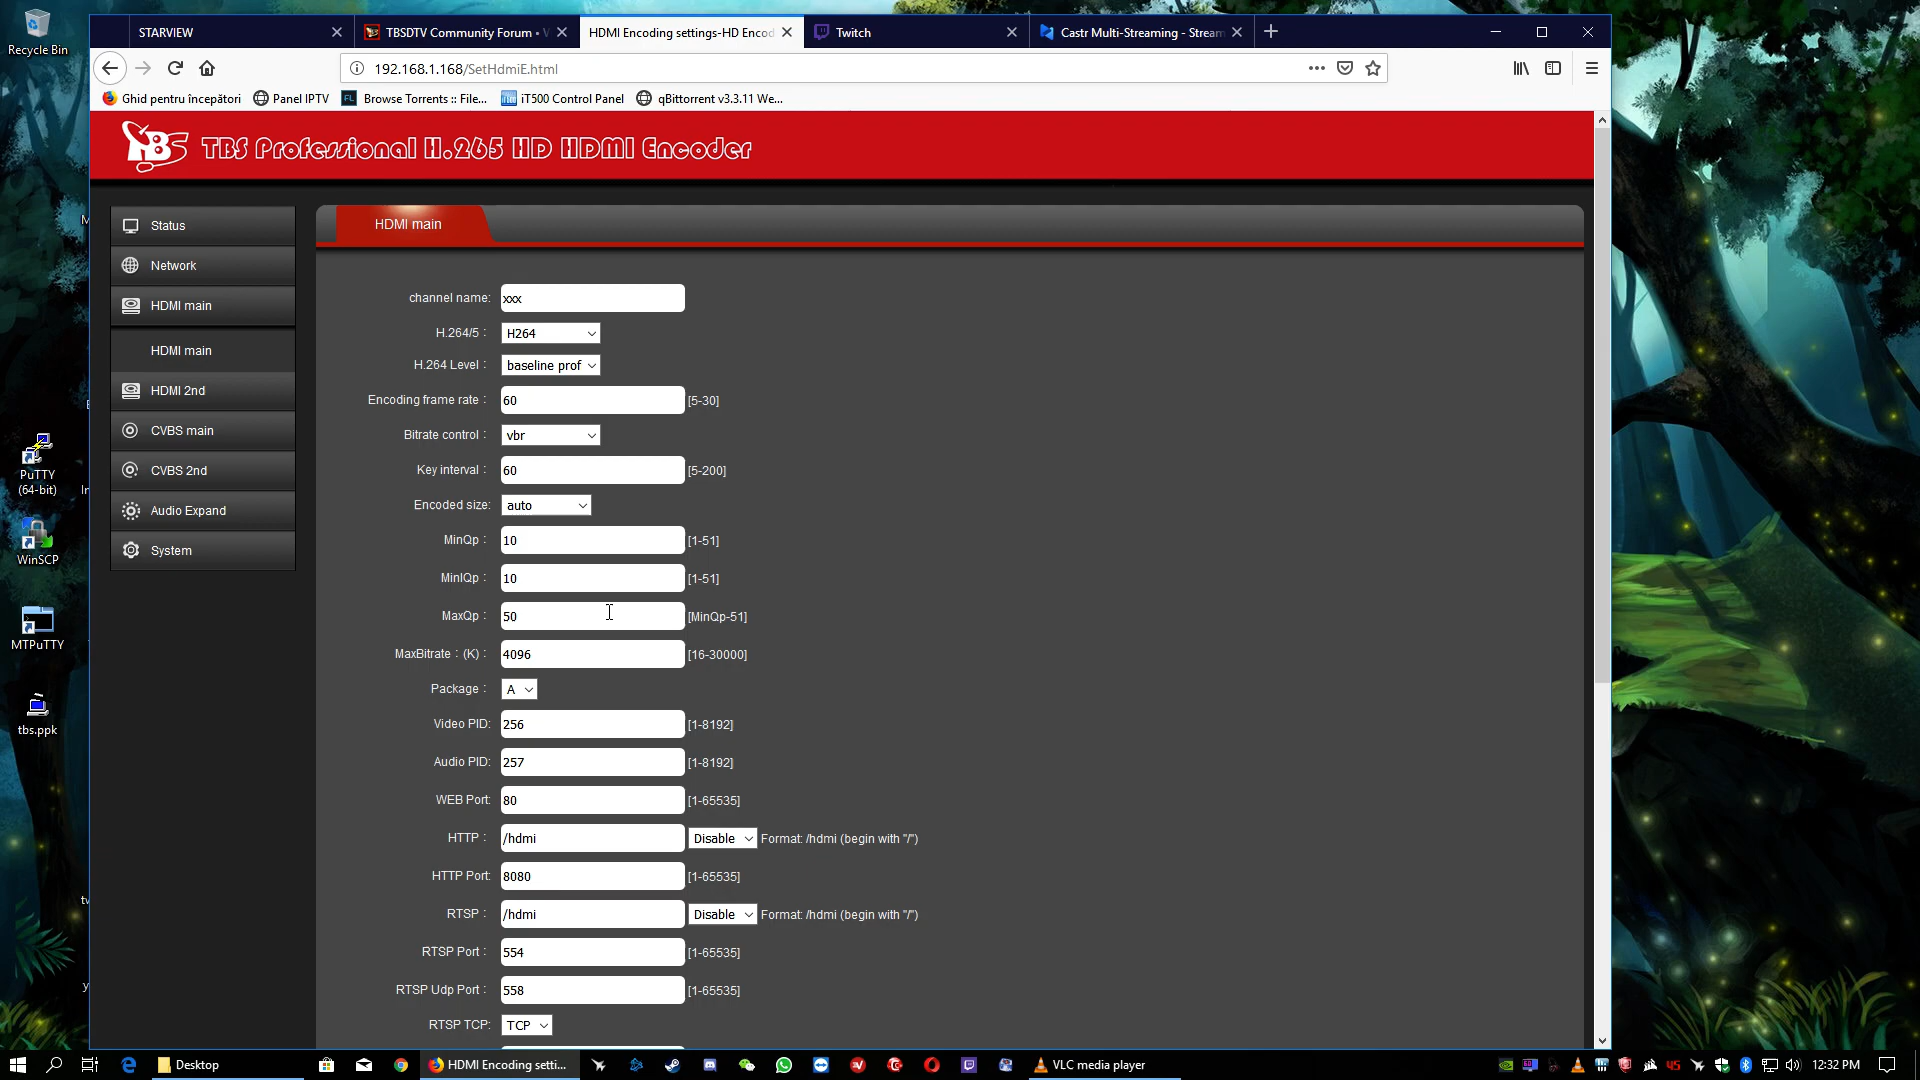 Recycle Bin
PuTTY
(64-bit)
WinSCP
MTPuTTY
tbs.ppk
STARVIEW
TBSDTV Community Forum •
HDMI Encoding settings-HD Encod
Twitch
Castr Multi-Streaming - Stream
192.168.1.168/SetHdmiE.html
Ghid pentru începători
Panel IPTV
Browse Torrents :: File...
iT500 Control Panel
qBittorrent v3.3.11 We...
TBS Professional H.265 HD HDMI Encoder
Status
Network
HDMI main
HDMI main
HDMI 2nd
CVBS main
CVBS 2nd
Audio Expand
System
HDMI main
channel name: xxx
H.264/5 : H264
H.264 Level : baseline prof
Encoding frame rate : 60 [5-30]
Bitrate control : vbr
Key interval : 60 [5-200]
Encoded size: auto
MinQp : 10 [1-51]
MinIQp : 10 [1-51]
MaxQp : 50 [MinQp-51]
MaxBitrate : (K) : 4096 [16-30000]
Package : A
Video PID: 256 [1-8192]
Audio PID: 257 [1-8192]
WEB Port: 80 [1-65535]
HTTP : /hdmi Disable Format: /hdmi (begin with "/")
HTTP Port: 8080 [1-65535]
RTSP : /hdmi Disable Format: /hdmi (begin with "/")
RTSP Port : 554 [1-65535]
RTSP Udp Port : 558 [1-65535]
RTSP TCP: TCP
Desktop
HDMI Encoding setti...
VLC media player
12:32 PM